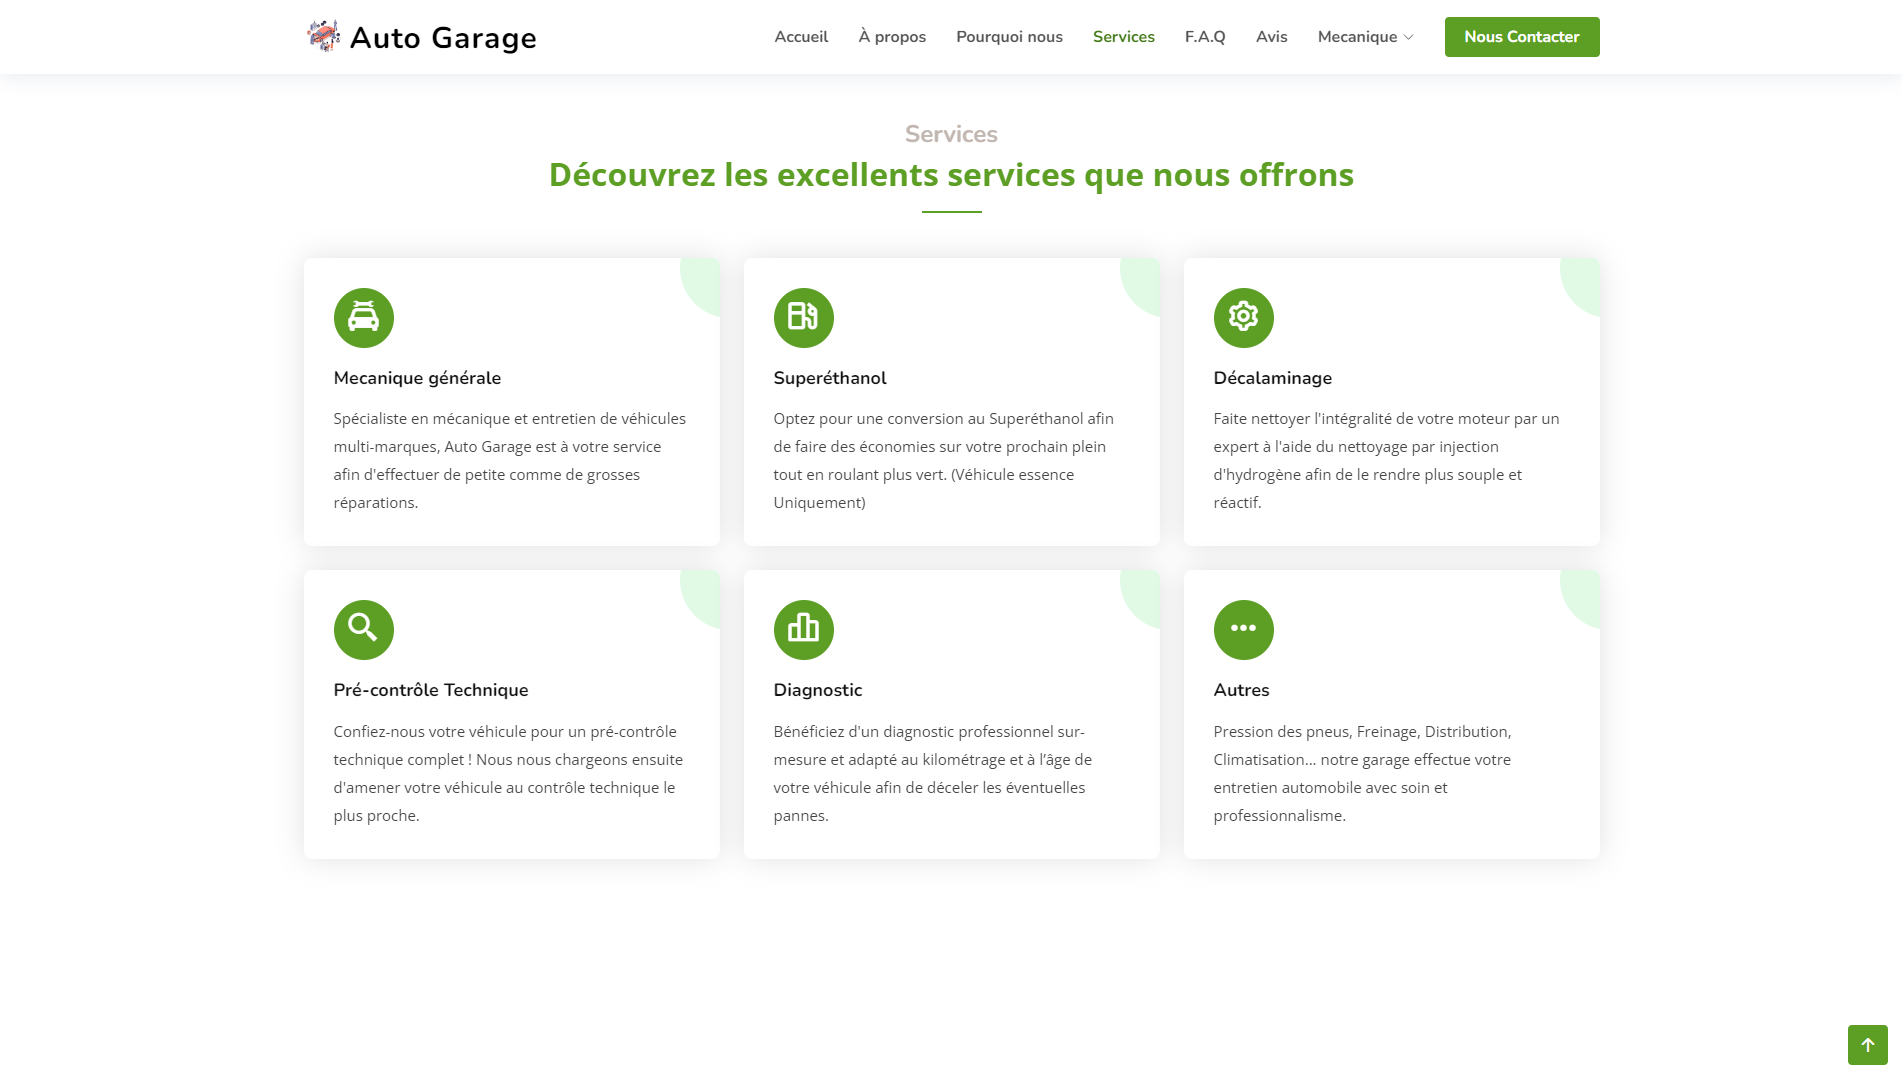 Auto Garage
Accueil
À propos
Pourquoi nous
Services
F.A.Q
Avis
Mecanique
Nous Contacter
Services
Découvrez les excellents services que nous offrons
Mecanique générale
Spécialiste en mécanique et entretien de véhicules
multi-marques, Auto Garage est à votre service
afin d'effectuer de petite comme de grosses
réparations.
Superéthanol
Optez pour une conversion au Superéthanol afin
de faire des économies sur votre prochain plein
tout en roulant plus vert. (Véhicule essence
Uniquement)
Décalaminage
Faite nettoyer l'intégralité de votre moteur par un
expert à l'aide du nettoyage par injection
d'hydrogène afin de le rendre plus souple et
réactif.
Pré-contrôle Technique
Confiez-nous votre véhicule pour un pré-contrôle
technique complet ! Nous nous chargeons ensuite
d'amener votre véhicule au contrôle technique le
plus proche.
Diagnostic
Bénéficiez d'un diagnostic professionnel sur-
mesure et adapté au kilométrage et à l’âge de
votre véhicule afin de déceler les éventuelles
pannes.
Autres
Pression des pneus, Freinage, Distribution,
Climatisation... notre garage effectue votre
entretien automobile avec soin et
professionnalisme.